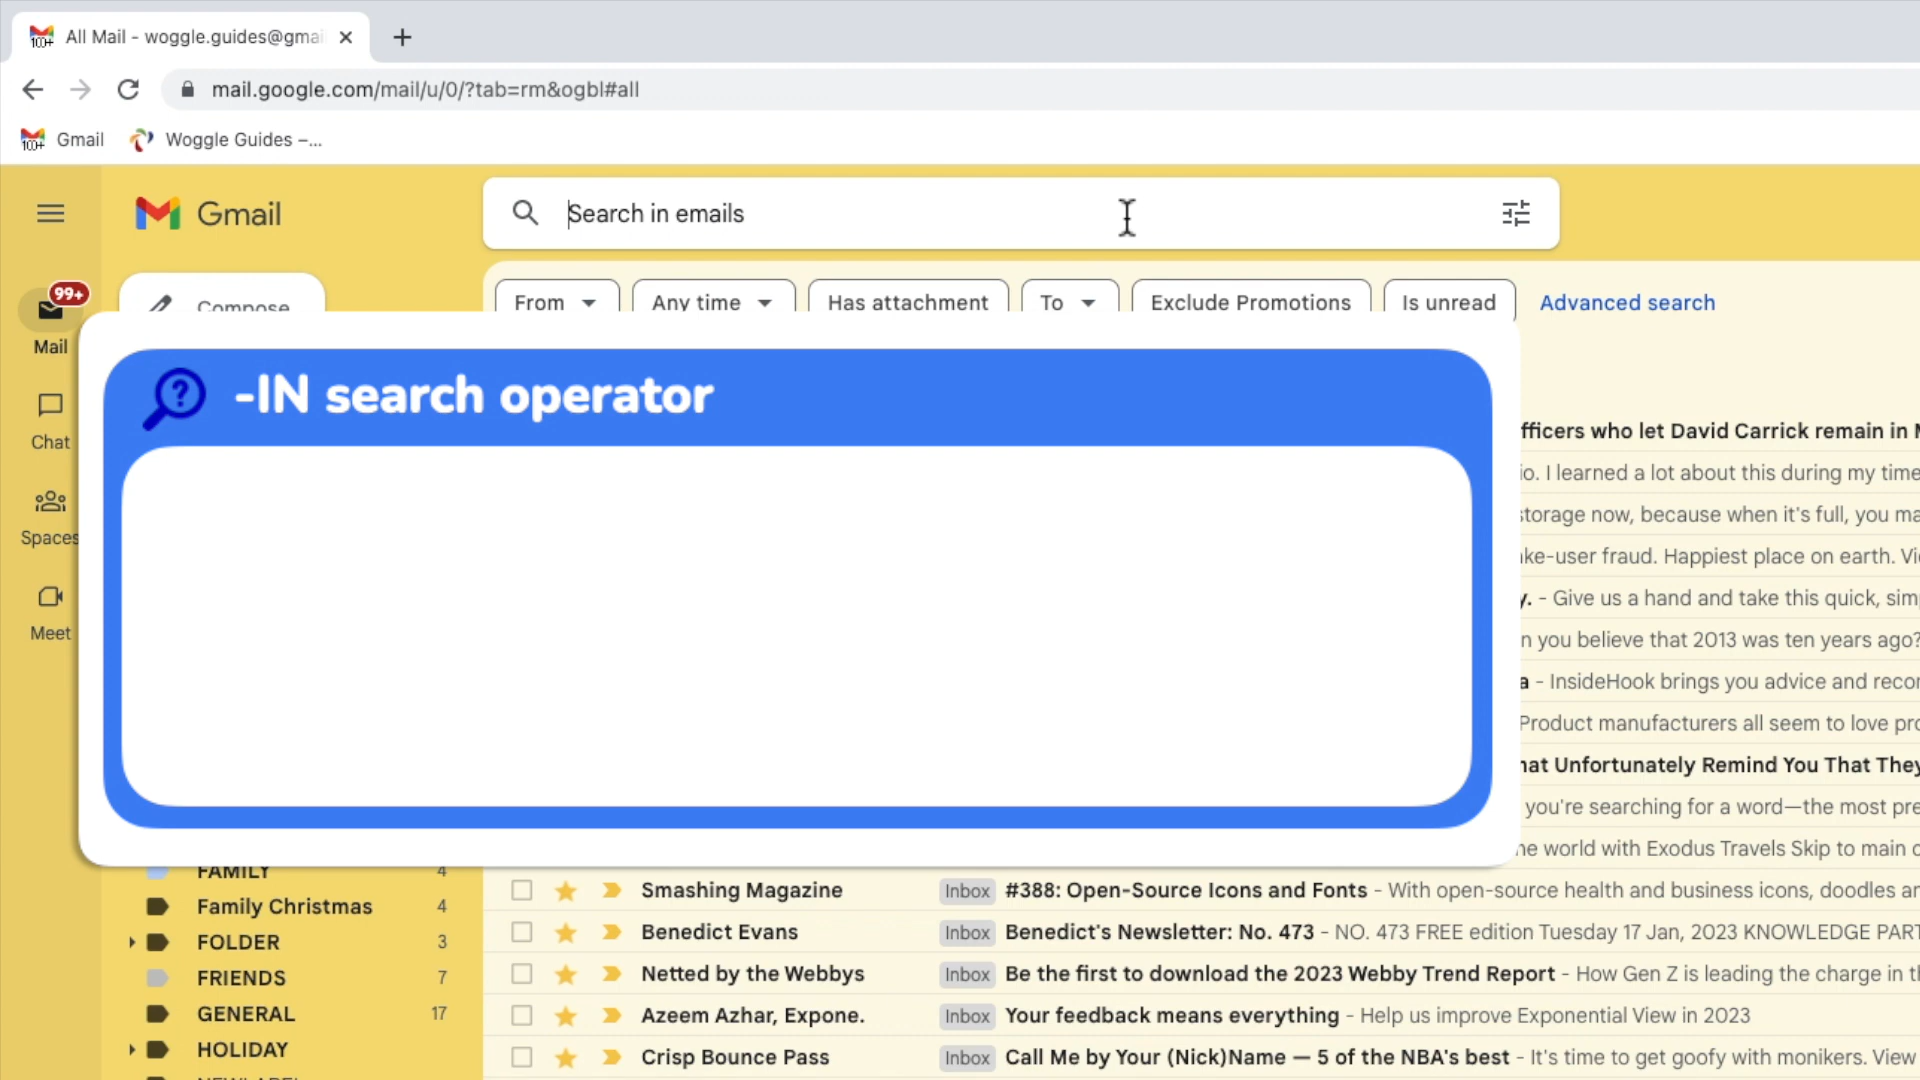 All Mail - woggle.guides@gmai
mail.google.com/mail/u/0/?tab=rm&ogbl#all
100+ Gmail Woggle Guides –...
Gmail
Search in emails
99+
Compose
From Any time Has attachment To Exclude Promotions Is unread Advanced search
Mail
-IN search operator
Chat
Spaces
Meet
fficers who let David Carrick remain in M
io. I learned a lot about this during my time
storage now, because when it's full, you ma
ake-user fraud. Happiest place on earth. Vi
y. - Give us a hand and take this quick, sim
n you believe that 2013 was ten years ago?
a - InsideHook brings you advice and recor
Product manufacturers all seem to love pro
hat Unfortunately Remind You That They
you're searching for a word—the most pre
he world with Exodus Travels Skip to main c
FAMILY 4
Family Christmas 4
FOLDER 3
FRIENDS 7
GENERAL 17
HOLIDAY
Smashing Magazine Inbox #388: Open-Source Icons and Fonts - With open-source health and business icons, doodles an
Benedict Evans Inbox Benedict's Newsletter: No. 473 - NO. 473 FREE edition Tuesday 17 Jan, 2023 KNOWLEDGE PART
Netted by the Webbys Inbox Be the first to download the 2023 Webby Trend Report - How Gen Z is leading the charge in th
Azeem Azhar, Expone. Inbox Your feedback means everything - Help us improve Exponential View in 2023
Crisp Bounce Pass Inbox Call Me by Your (Nick)Name — 5 of the NBA's best - It's time to get goofy with monikers. View